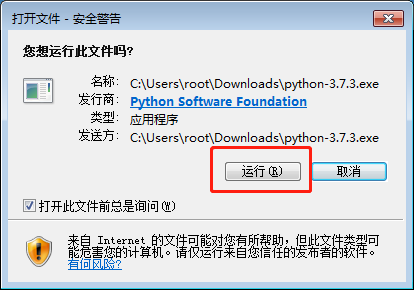 打开文件 - 安全警告
您想运行此文件吗?
名称: C:\Users\root\Downloads\python-3.7.3.exe
发行商: Python Software Foundation
类型: 应用程序
发送方: C:\Users\root\Downloads\python-3.7.3.exe
运行(R) 取消
打开此文件前总是询问(W)
来自 Internet 的文件可能对您有所帮助，但此文件类型可
能危害您的计算机。请仅运行来自您信任的发布者的软件。
有何风险?